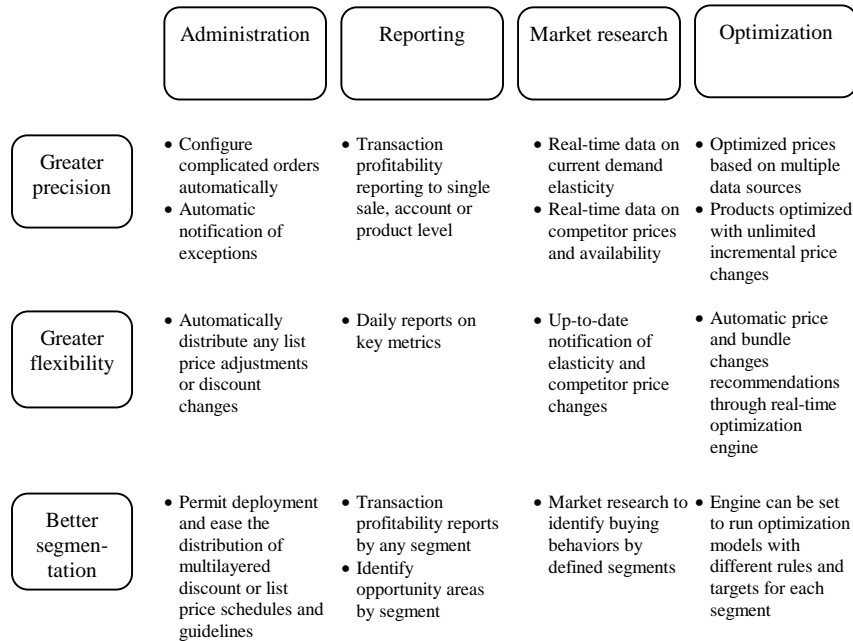 Administration
Reporting
Market research
Optimization
Greater
precision
• Configure
complicated orders
automatically
• Automatic
notification of
exceptions
• Transaction
profitability
reporting to single
sale, account or
product level
• Real-time data on
current demand
elasticity
• Real-time data on
competitor prices
and availability
• Optimized prices
based on multiple
data sources
• Products optimized
with unlimited
incremental price
changes
Greater
flexibility
• Automatically
distribute any list
price adjustments
or discount
changes
• Daily reports on
key metrics
• Up-to-date
notification of
elasticity and
competitor price
changes
• Automatic price
and bundle
changes
recommendations
through real-time
optimization
engine
Better
segmen-
tation
• Permit deployment
and ease the
distribution of
multilayered
discount or list
price schedules and
guidelines
• Transaction
profitability reports
by any segment
• Identify
opportunity areas
by segment
• Market research to
identify buying
behaviors by
defined segments
• Engine can be set
to run optimization
models with
different rules and
targets for each
segment